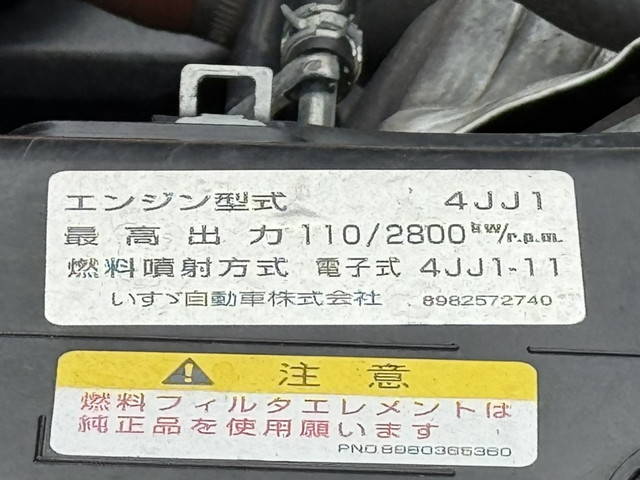 エンジン型式 4JJ1
最高出力 110/2800 kW/r.p.m.
燃料噴射方式 電子式 4JJ1-11
いすゞ自動車株式会社 8982572740
注意
燃料フィルタエレメントは
純正品を使用願います
PNO8980365360